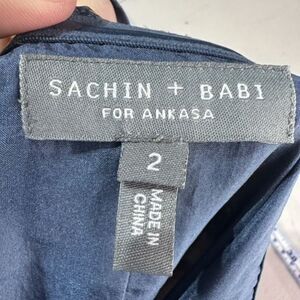 SACHIN + BABI
FOR ANKASA
2
MADE IN
CHINA